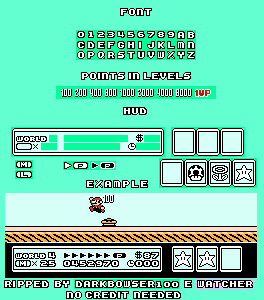 FONT
0123456789AB
CDEFGHIJKLMN
OPQRSTUVWXYZ
POINTS IN LEVELS
100 200 400 800 1000 2000 4000 8000 1UP
HUD
WORLD $
×
M P P
L
EXAMPLE
100
WORLD 4 P $87
M × 25 0452970 000
RIPPED BY DARKBOWSER100 E WATCHER
NO CREDIT NEEDED